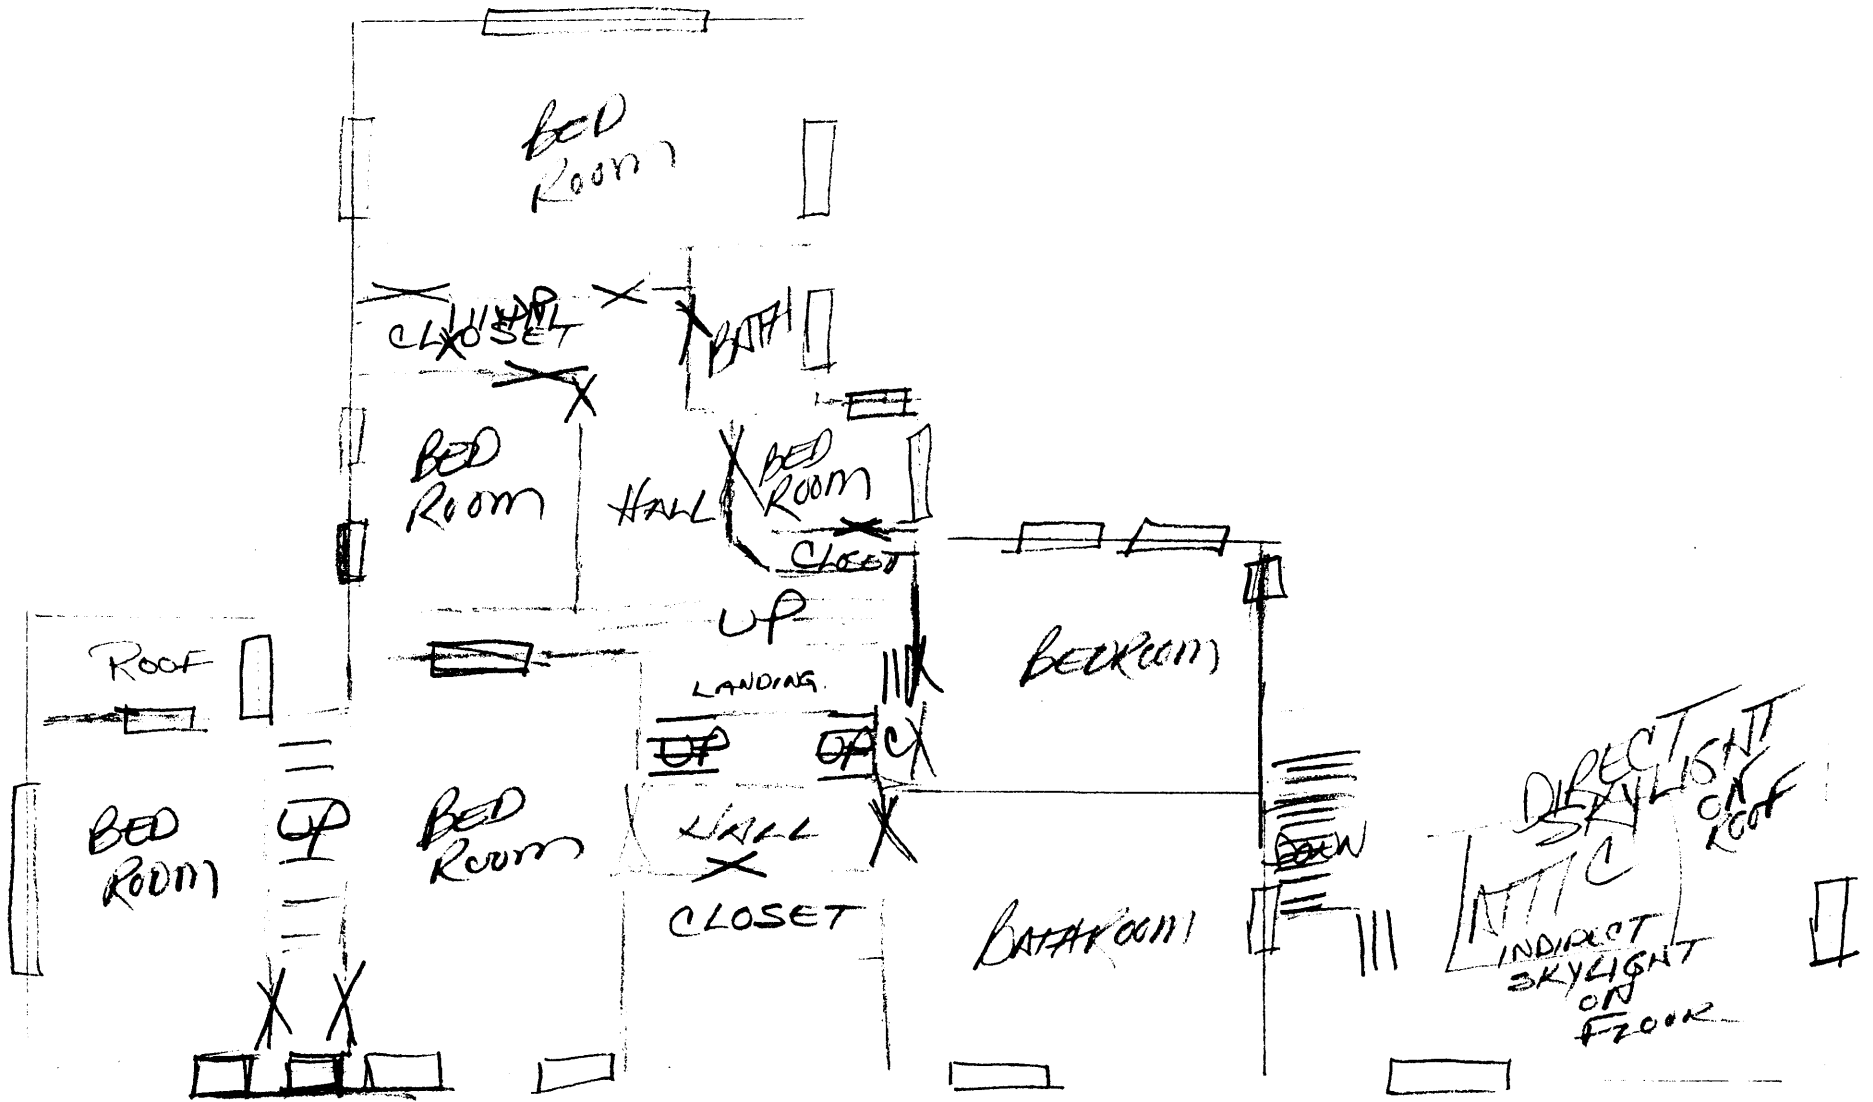 BED
ROOM
CLOSET
BATH
BED
ROOM
HALL
BED
ROOM
CLOSET
UP
ROOF
LANDING.
BEDROOM
UP
UP
C
BED
ROOM
UP
BED
ROOM
HALL
CLOSET
BATHROOM
DOWN
DIRECT
SKYLIGHT
ON
ROOF
ATTIC
INDIRECT
SKYLIGHT
ON
FLOOR